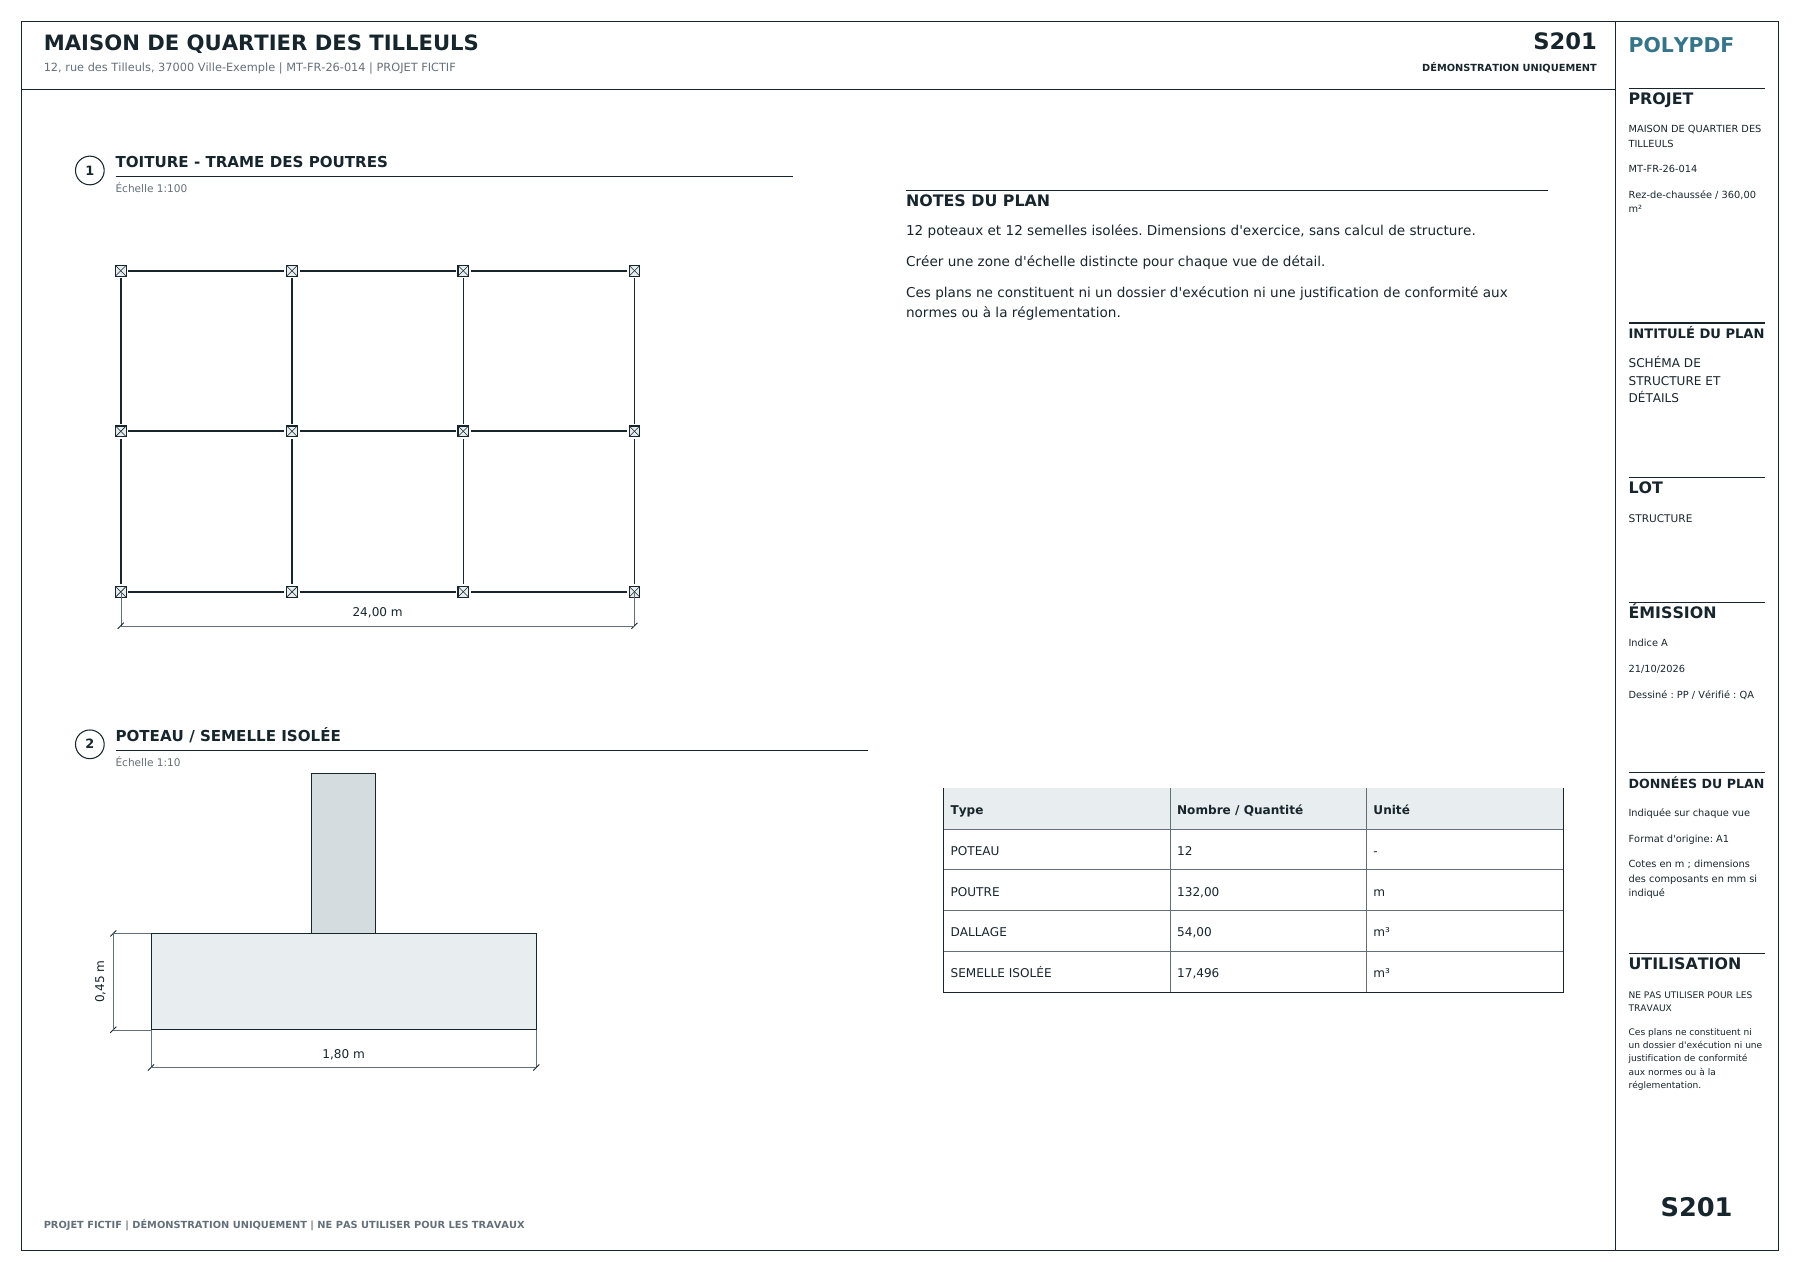 MAISON DE QUARTIER DES TILLEULS
12, rue des Tilleuls, 37000 Ville-Exemple | MT-FR-26-014 | PROJET FICTIF
S201
DÉMONSTRATION UNIQUEMENT
1
TOITURE - TRAME DES POUTRES
Échelle 1:100
24,00 m
NOTES DU PLAN
12 poteaux et 12 semelles isolées. Dimensions d'exercice, sans calcul de structure.
Créer une zone d'échelle distincte pour chaque vue de détail.
Ces plans ne constituent ni un dossier d'exécution ni une justification de conformité aux
normes ou à la réglementation.
2
POTEAU / SEMELLE ISOLÉE
Échelle 1:10
0,45 m
1,80 m
Type Nombre / Quantité Unité
POTEAU 12 -
POUTRE 132,00 m
DALLAGE 54,00 m³
SEMELLE ISOLÉE 17,496 m³
PROJET FICTIF | DÉMONSTRATION UNIQUEMENT | NE PAS UTILISER POUR LES TRAVAUX
POLYPDF
PROJET
MAISON DE QUARTIER DES
TILLEULS
MT-FR-26-014
Rez-de-chaussée / 360,00
m²
INTITULÉ DU PLAN
SCHÉMA DE
STRUCTURE ET
DÉTAILS
LOT
STRUCTURE
ÉMISSION
Indice A
21/10/2026
Dessiné : PP / Vérifié : QA
DONNÉES DU PLAN
Indiquée sur chaque vue
Format d'origine: A1
Cotes en m ; dimensions
des composants en mm si
indiqué
UTILISATION
NE PAS UTILISER POUR LES
TRAVAUX
Ces plans ne constituent ni
un dossier d'exécution ni une
justification de conformité
aux normes ou à la
réglementation.
S201